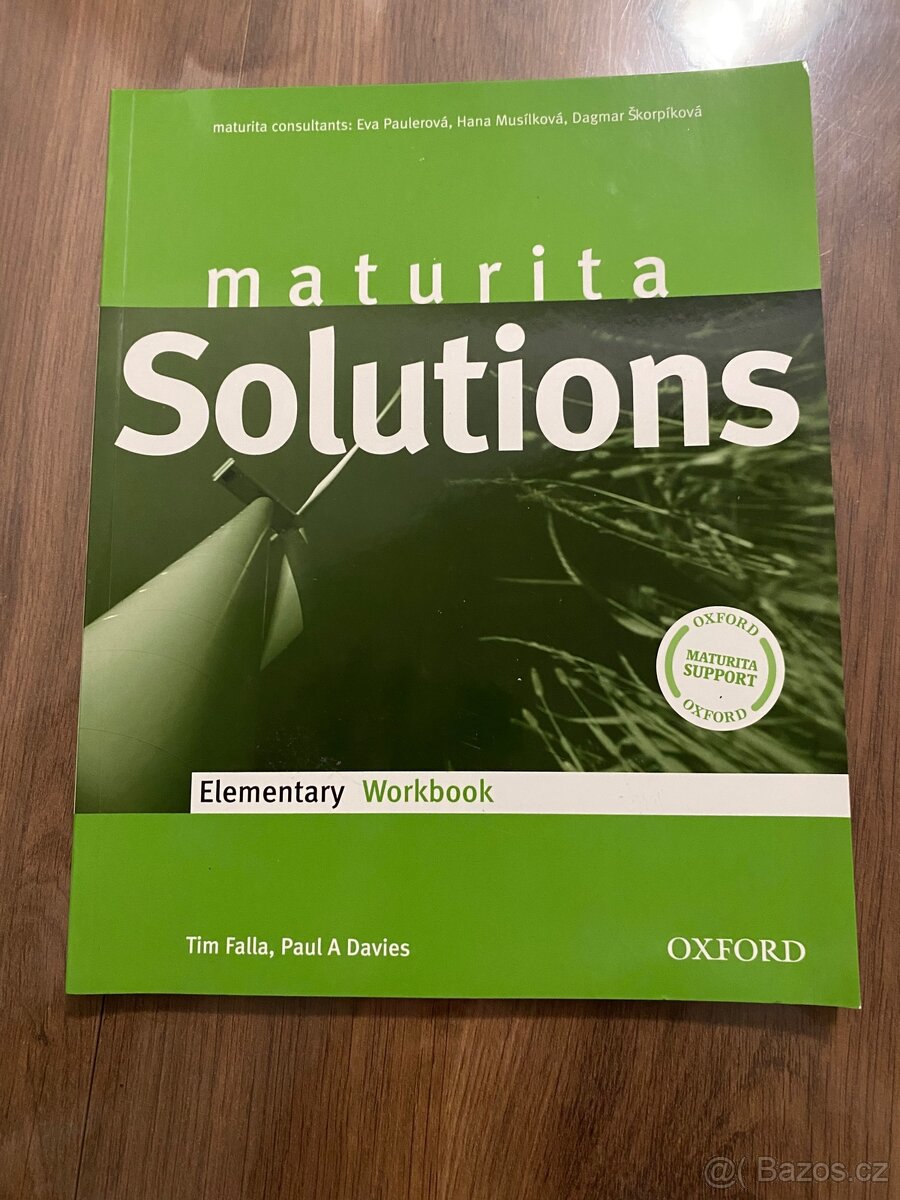 maturita consultants: Eva Paulerová, Hana Musílková, Dagmar Škorpíková
maturita
Solutions
OXFORD
MATURITA
SUPPORT
OXFORD
Elementary Workbook
Tim Falla, Paul A Davies
OXFORD
@( Bazos.cz